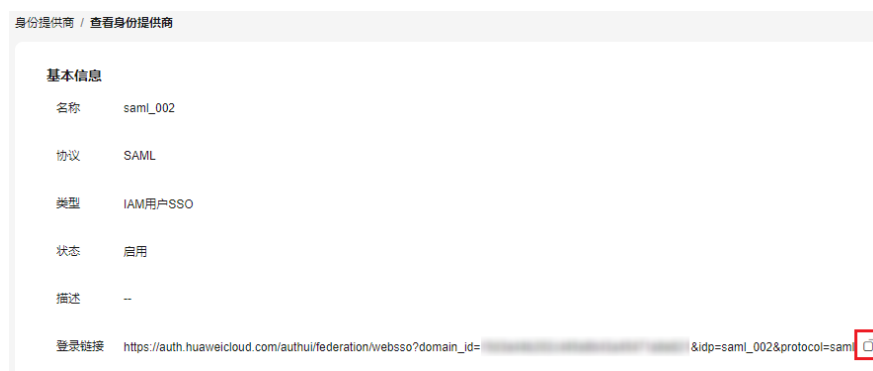 身份提供商 / 查看身份提供商
基本信息
名称 saml_002
协议 SAML
类型 IAM用户SSO
状态 启用
描述 --
登录链接 https://auth.huaweicloud.com/authui/federation/websso?domain_id= &idp=saml_002&protocol=saml